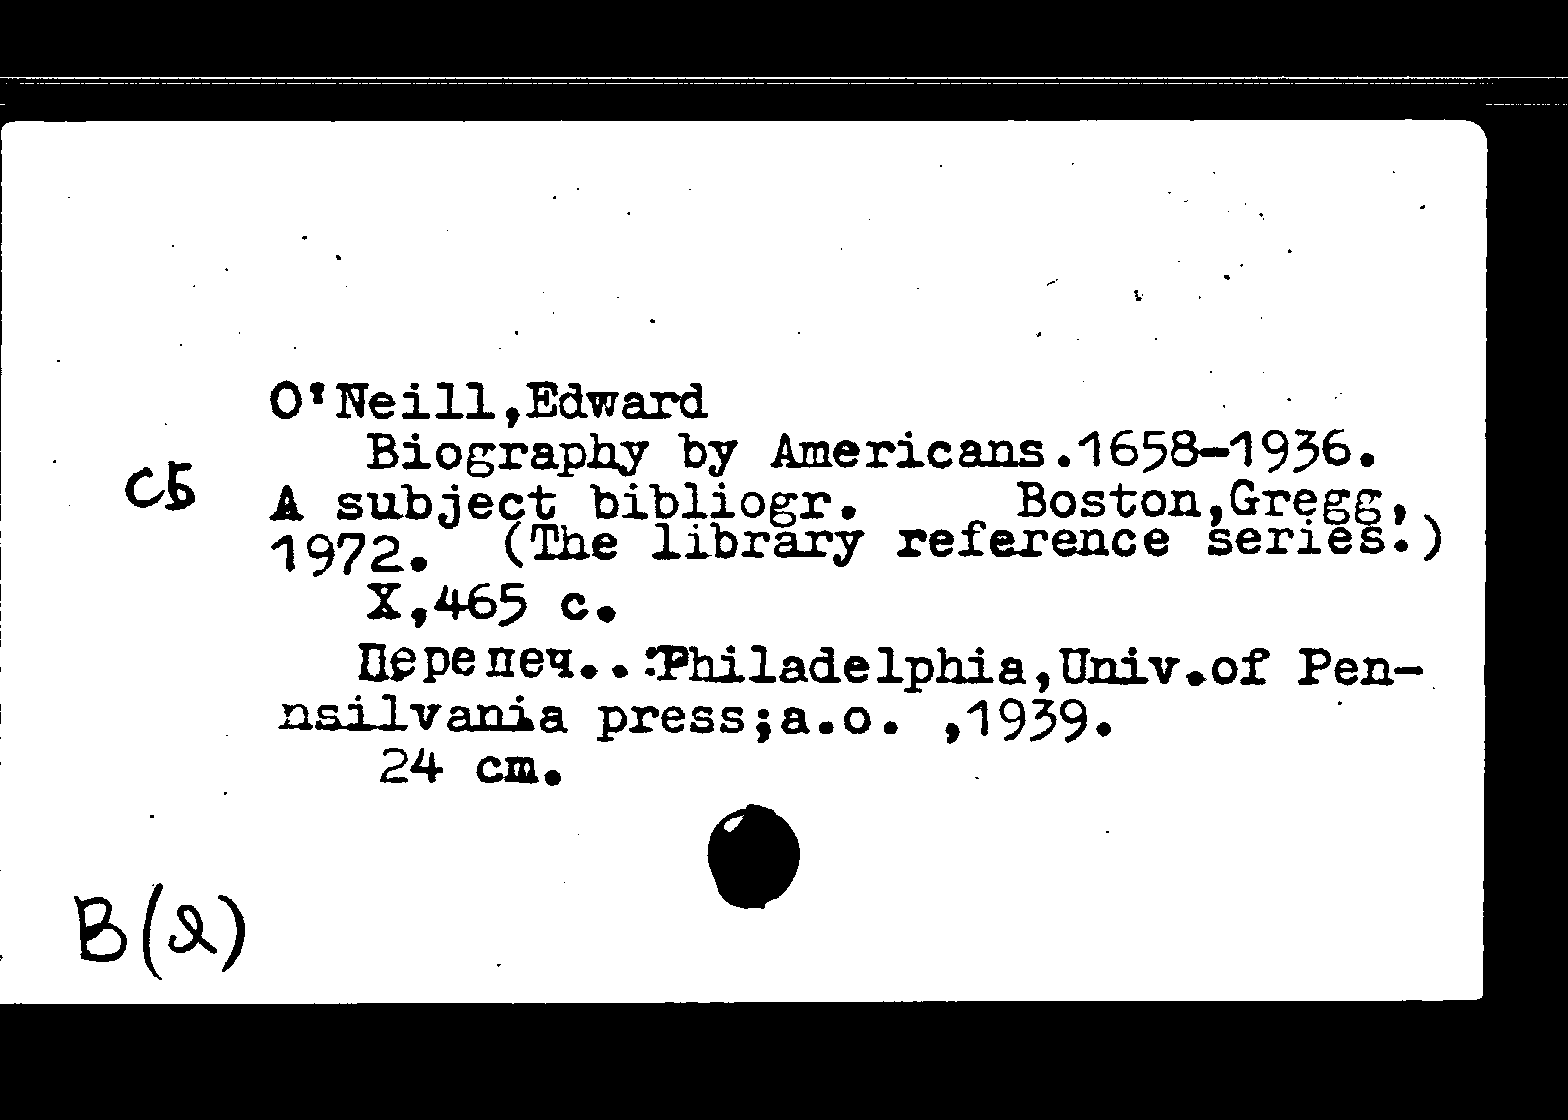 O'Neill,Edward
Biography by Americans.1658-1936.
СБ
A subject bibliogr. Boston,Gregg,
1972. (The library reference series.)
X,465 c.
Перепеч..:Philadelphia,Univ.of Pen-
nsilvania press;a.o. ,1939.
24 cm.
B(2)